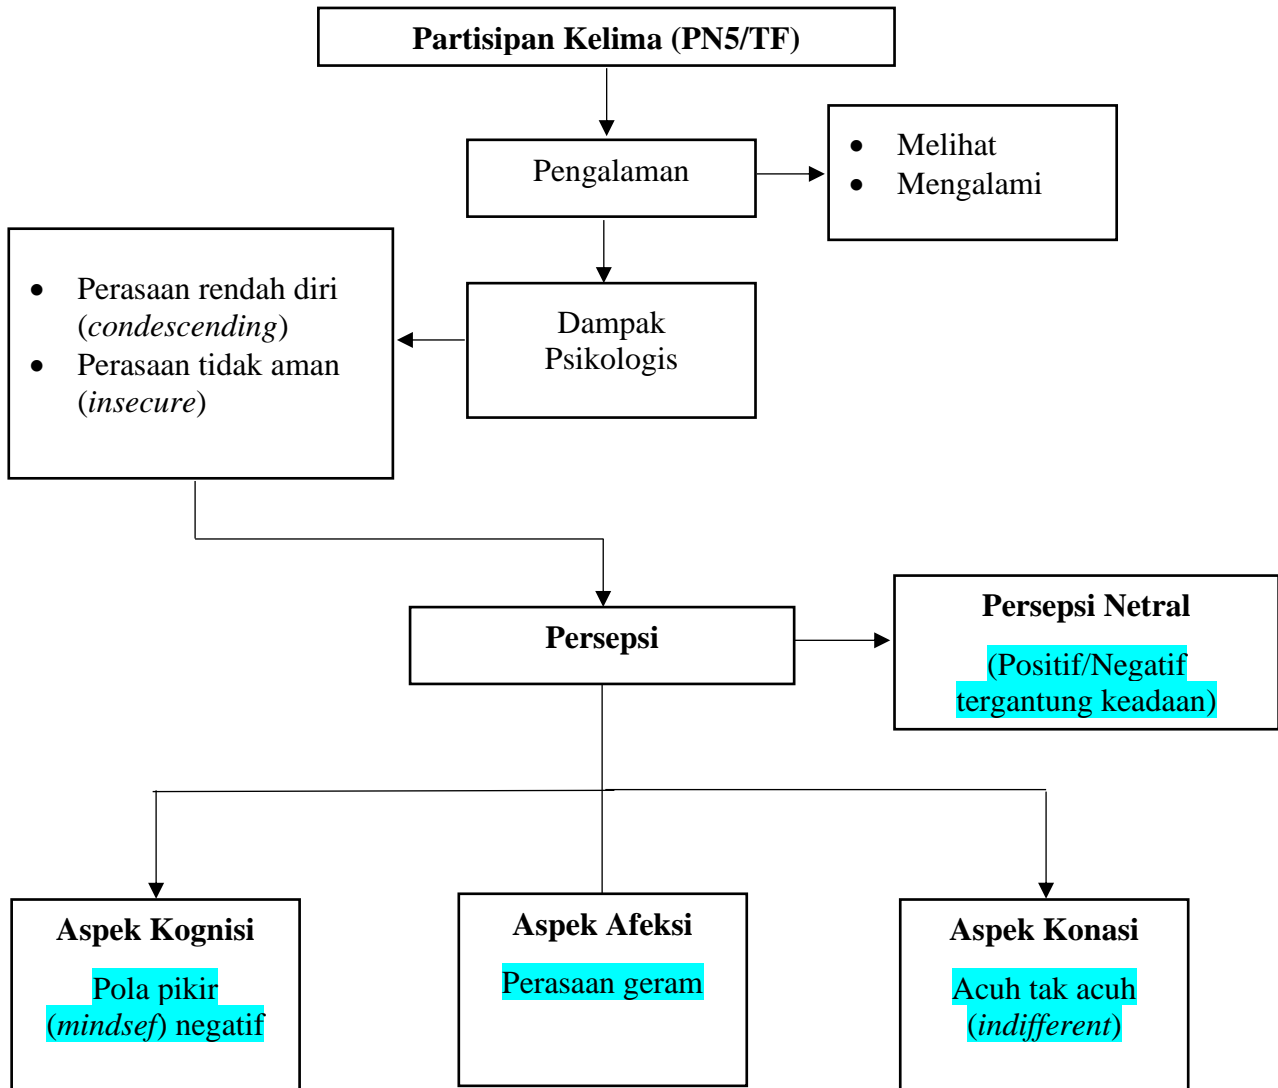 Partisipan Kelima (PN5/TF)
Pengalaman
• Melihat
• Mengalami
Dampak
Psikologis
• Perasaan rendah diri
(condescending)
• Perasaan tidak aman
(insecure)
Persepsi
Persepsi Netral
(Positif/Negatif
tergantung keadaan)
Aspek Kognisi
Pola pikir
(mindsef) negatif
Aspek Afeksi
Perasaan geram
Aspek Konasi
Acuh tak acuh
(indifferent)